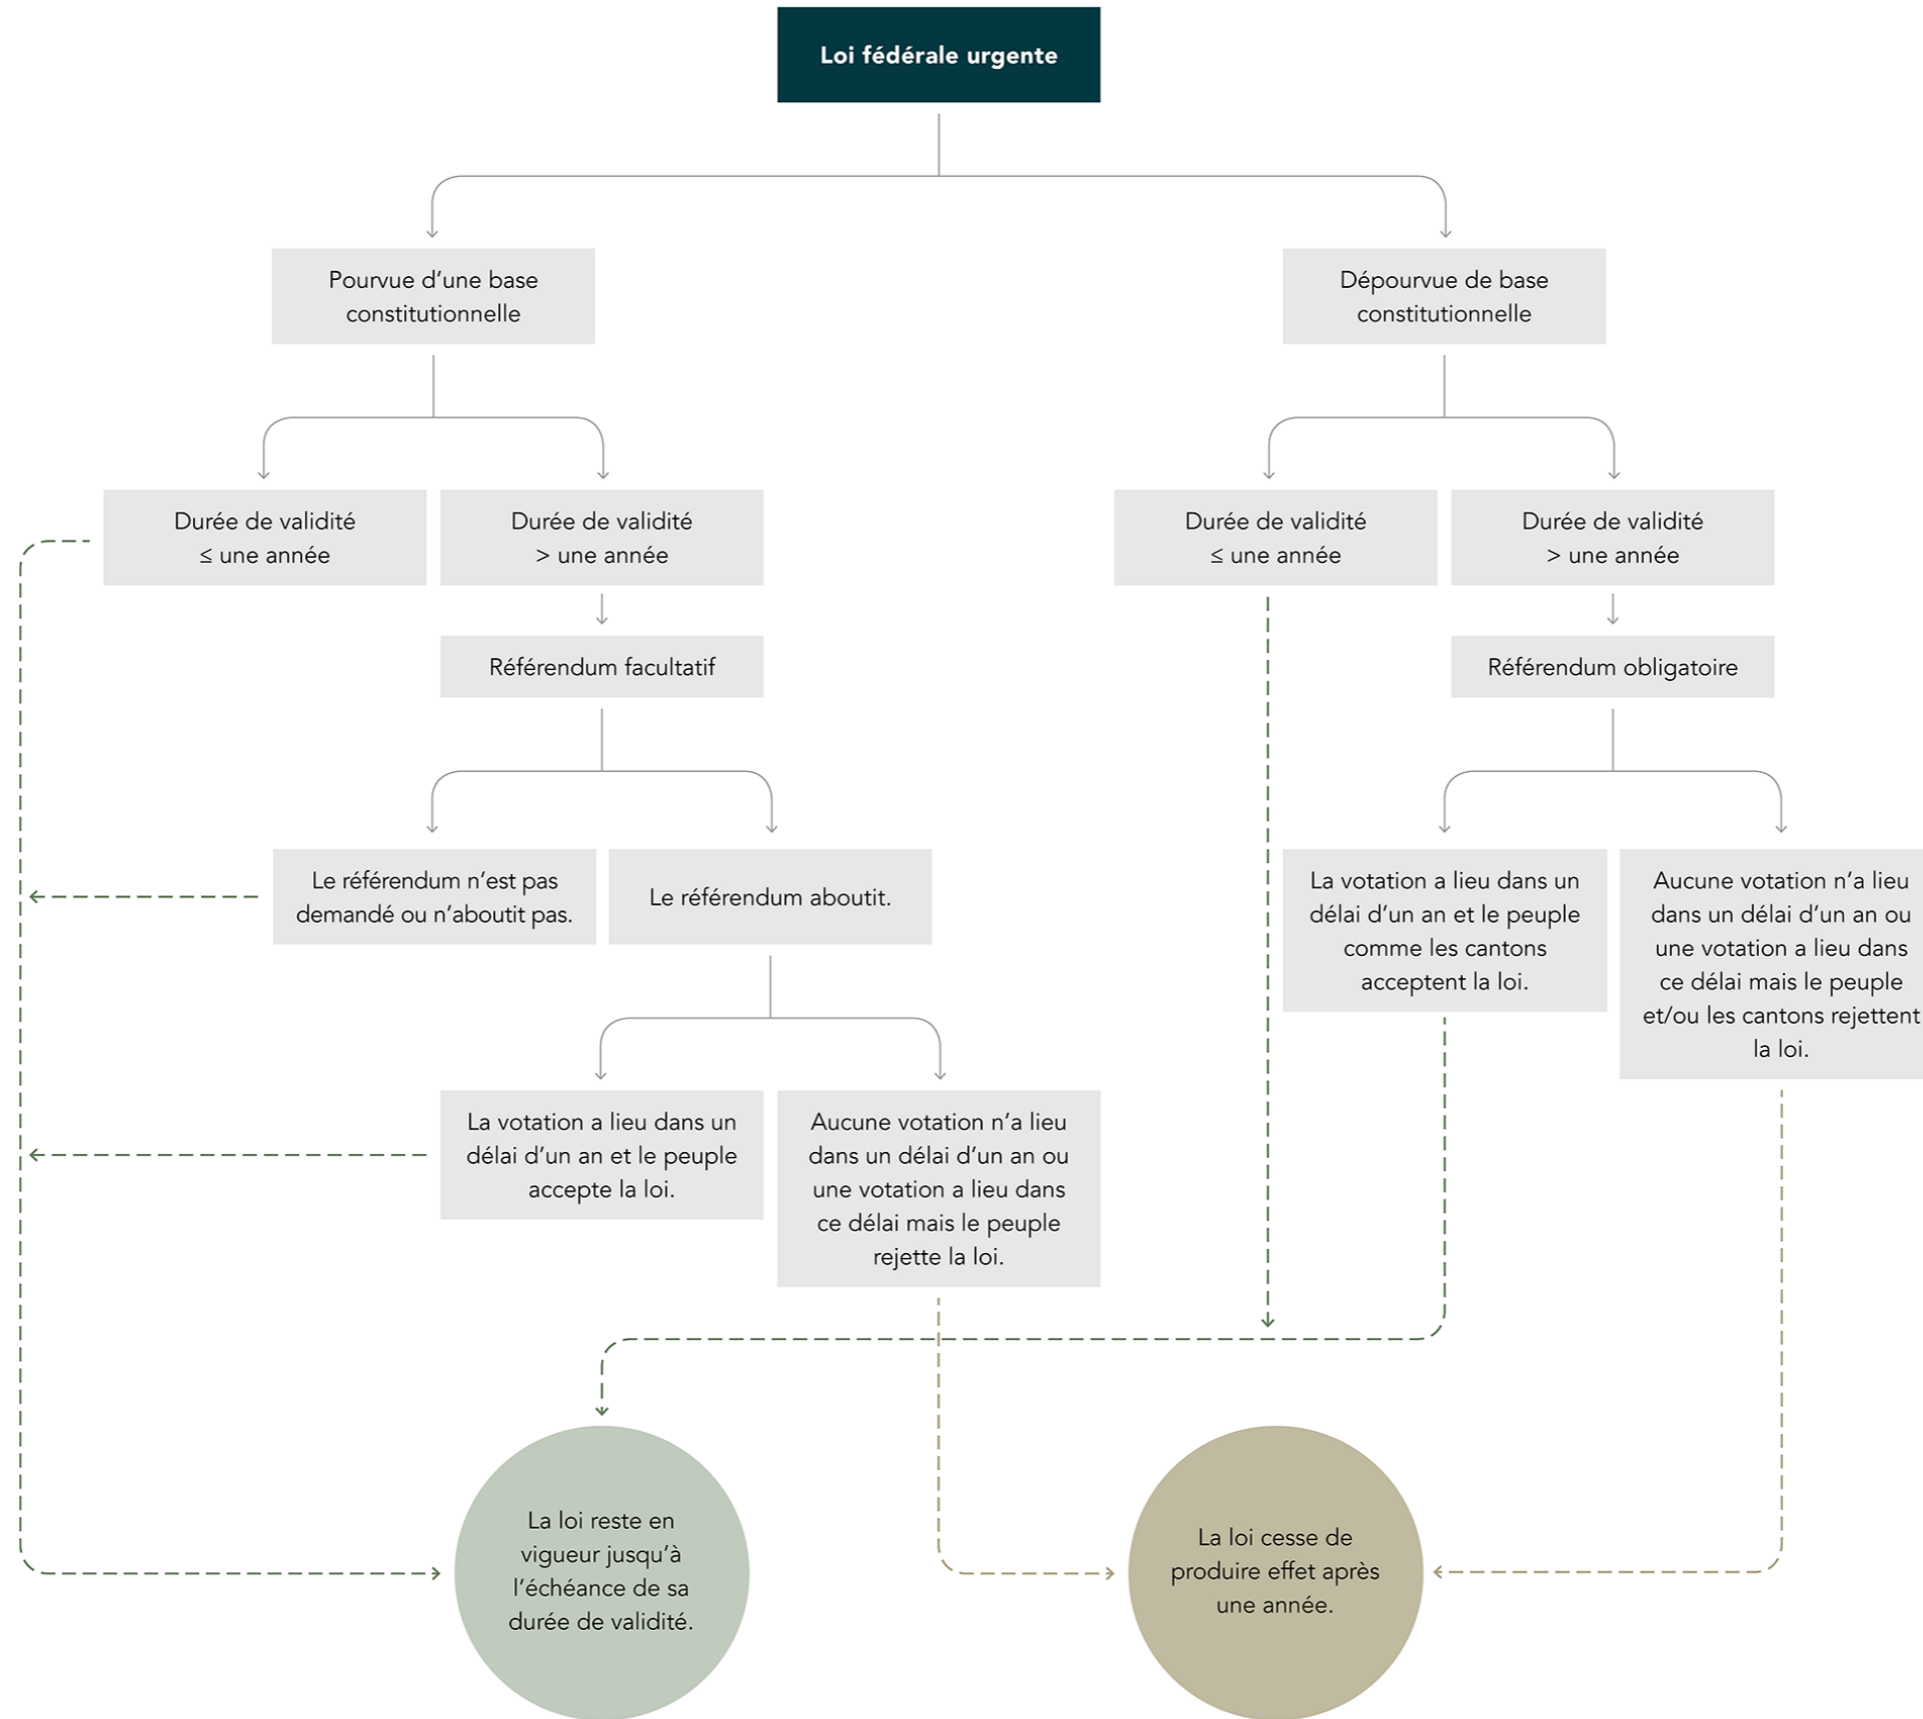 Loi fédérale urgente
Pourvue d’une base
constitutionnelle
Dépourvue de base
constitutionnelle
Durée de validité
≤ une année
Durée de validité
> une année
Durée de validité
≤ une année
Durée de validité
> une année
Référendum facultatif
Référendum obligatoire
Le référendum n’est pas
demandé ou n’aboutit pas.
Le référendum aboutit.
La votation a lieu dans un
délai d’un an et le peuple
comme les cantons
acceptent la loi.
Aucune votation n’a lieu
dans un délai d’un an ou
une votation a lieu dans
ce délai mais le peuple
et/ou les cantons rejettent
la loi.
La votation a lieu dans un
délai d’un an et le peuple
accepte la loi.
Aucune votation n’a lieu
dans un délai d’un an ou
une votation a lieu dans
ce délai mais le peuple
rejette la loi.
La loi reste en
vigueur jusqu’à
l’échéance de sa
durée de validité.
La loi cesse de
produire effet après
une année.